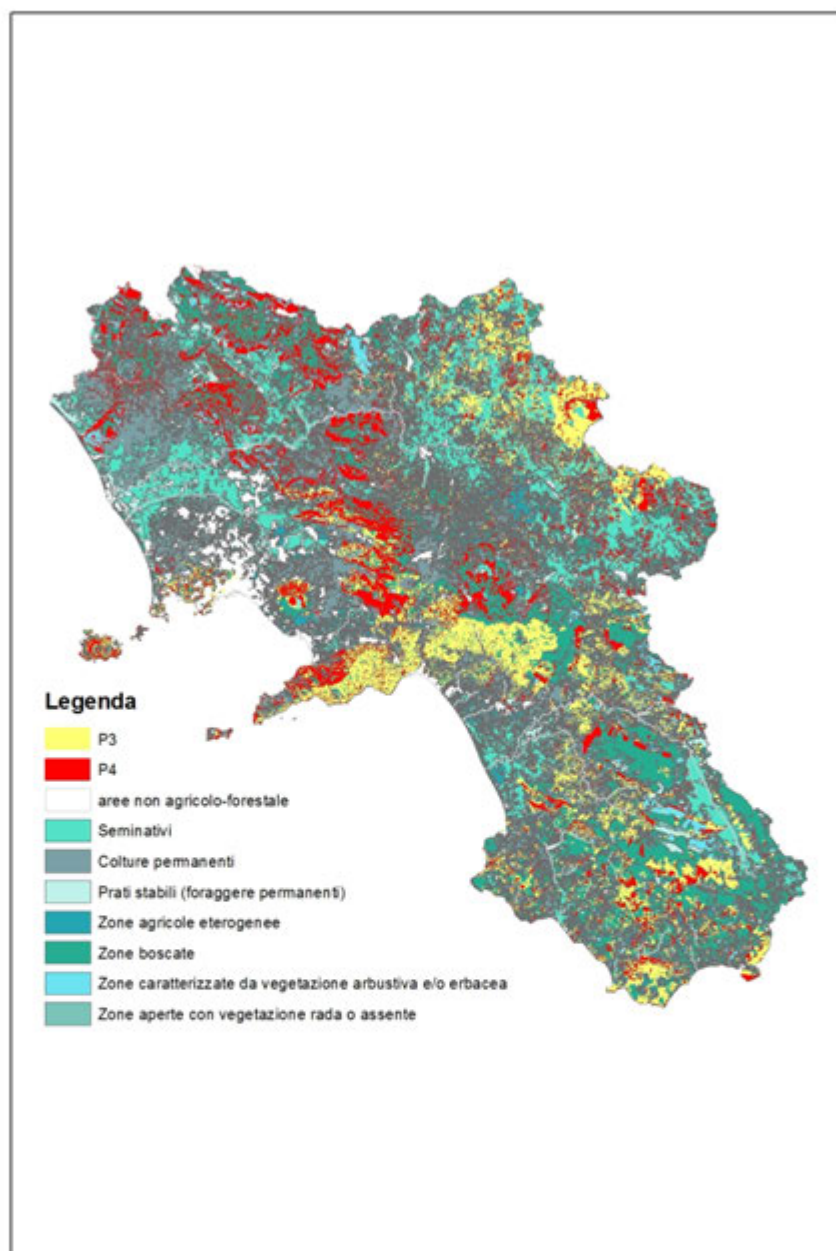 Legenda
P3
P4
aree non agricolo-forestale
Seminativi
Colture permanenti
Prati stabili (foraggere permanenti)
Zone agricole eterogenee
Zone boscate
Zone caratterizzate da vegetazione arbustiva e/o erbacea
Zone aperte con vegetazione rada o assente